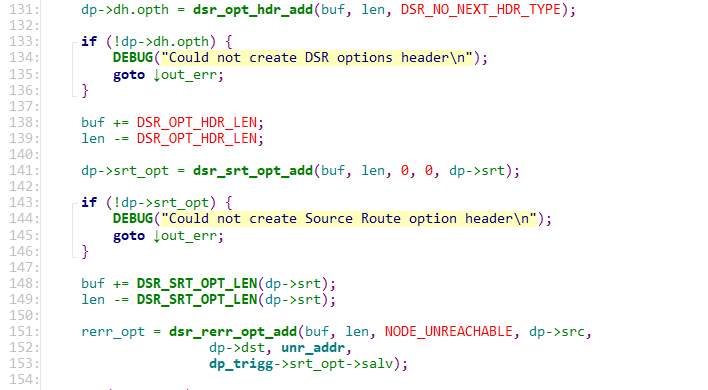 131: dp->dh.opth = dsr_opt_hdr_add(buf, len, DSR_NO_NEXT_HDR_TYPE);
132:
133: if (!dp->dh.opth) {
134: DEBUG("Could not create DSR options header\n");
135: goto ↓out_err;
136: }
137:
138: buf += DSR_OPT_HDR_LEN;
139: len -= DSR_OPT_HDR_LEN;
140:
141: dp->srt_opt = dsr_srt_opt_add(buf, len, 0, 0, dp->srt);
142:
143: if (!dp->srt_opt) {
144: DEBUG("Could not create Source Route option header\n");
145: goto ↓out_err;
146: }
147:
148: buf += DSR_SRT_OPT_LEN(dp->srt);
149: len -= DSR_SRT_OPT_LEN(dp->srt);
150:
151: rerr_opt = dsr_rerr_opt_add(buf, len, NODE_UNREACHABLE, dp->src,
152: dp->dst, unr_addr,
153: dp_trigg->srt_opt->salv);
154: